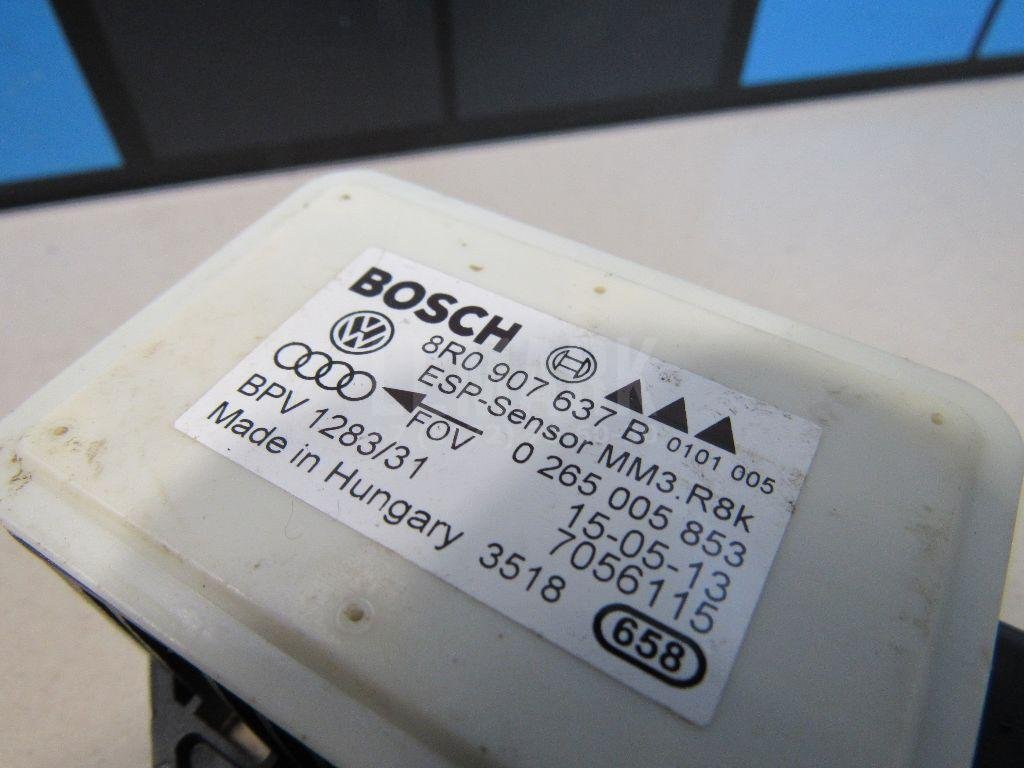 BOSCH
8R0 907 637 B 0101 005
ESP-Sensor MM3.R8k
FOV 0 265 005 853
BPV 1283/31 15-05-13
7056115
Made in Hungary 3518 658